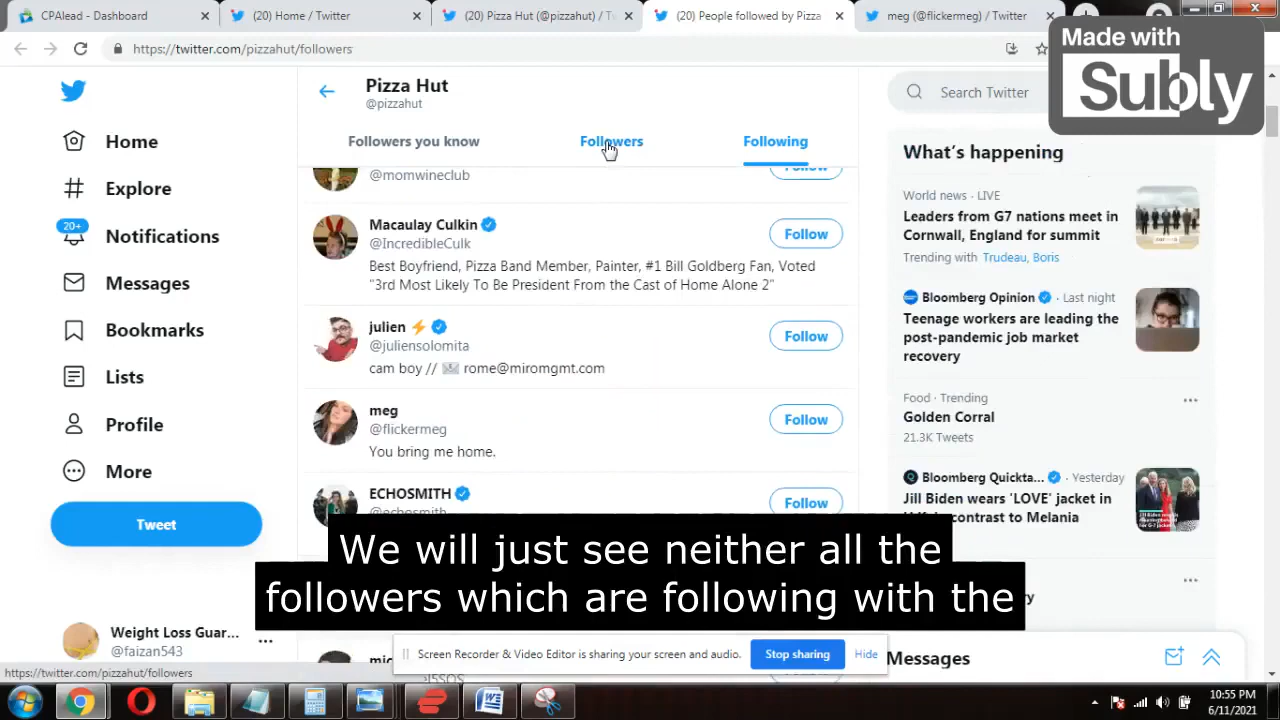 CPAlead - Dashboard
(20) Home / Twitter
(20) Pizza Hut (@pizzahut) / T
(20) People followed by Pizza
meg (@flickermeg) / Twitter
https://twitter.com/pizzahut/followers
Made with
Subly
Pizza Hut
@pizzahut
Search Twitter
Home
Explore
20+
Notifications
Messages
Bookmarks
Lists
Profile
More
Tweet
Weight Loss Guar...
@faizan543
Followers you know
Followers
Following
@momwineclub
Follow
Macaulay Culkin
@IncredibleCulk
Follow
Best Boyfriend, Pizza Band Member, Painter, #1 Bill Goldberg Fan, Voted
"3rd Most Likely To Be President From the Cast of Home Alone 2"
julien ⚡
@juliensolomita
Follow
cam boy // 📨 rome@miromgmt.com
meg
@flickermeg
Follow
You bring me home.
ECHOSMITH
@echosmith
Follow
What's happening
World news · LIVE
Leaders from G7 nations meet in
Cornwall, England for summit
Trending with Trudeau, Boris
Bloomberg Opinion · Last night
Teenage workers are leading the
post-pandemic job market
recovery
Food · Trending
Golden Corral
21.3K Tweets
Bloomberg Quickta... · Yesterday
Jill Biden wears 'LOVE' jacket in
contrast to Melania
We will just see neither all the
followers which are following with the
Screen Recorder & Video Editor is sharing your screen and audio.
Stop sharing
Hide
Messages
https://twitter.com/pizzahut/followers
10:55 PM
6/11/2021